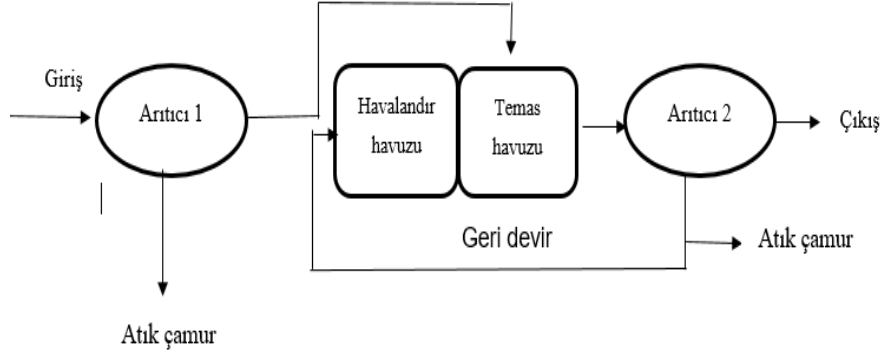 Giriş
Arıtıcı 1
Havalandır
havuzu
Temas
havuzu
Arıtıcı 2
Çıkış
Geri devir
Atık çamur
Atık çamur